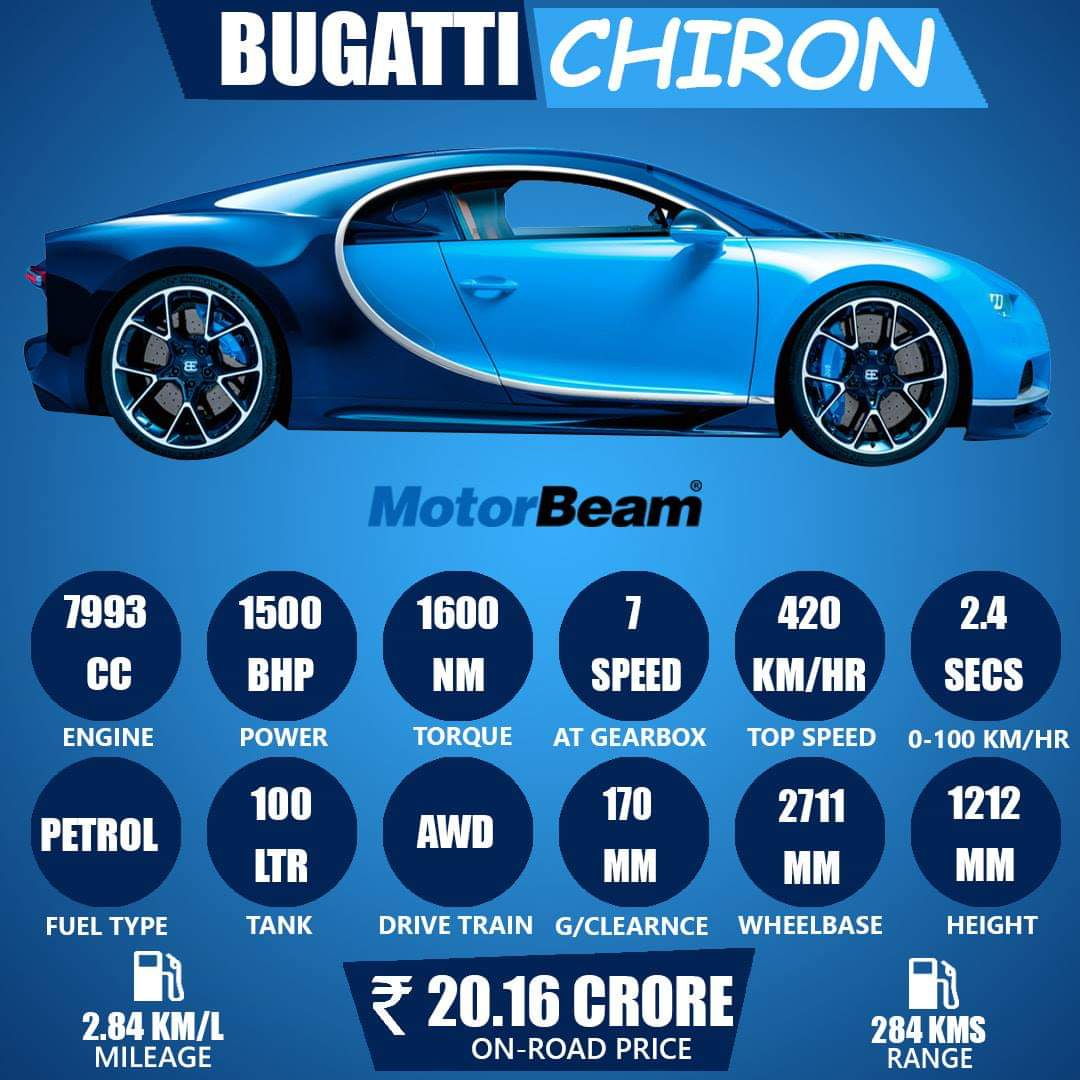 BUGATTI CHIRON
MotorBeam®
7993 1500 1600 7 420 2.4
CC BHP NM SPEED KM/HR SECS
ENGINE POWER TORQUE AT GEARBOX TOP SPEED 0-100 KM/HR
PETROL 100 LTR AWD 170 MM 2711 MM 1212 MM
FUEL TYPE TANK DRIVE TRAIN G/CLEARNCE WHEELBASE HEIGHT
2.84 KM/L
MILEAGE
₹ 20.16 CRORE
ON-ROAD PRICE
284 KMS
RANGE